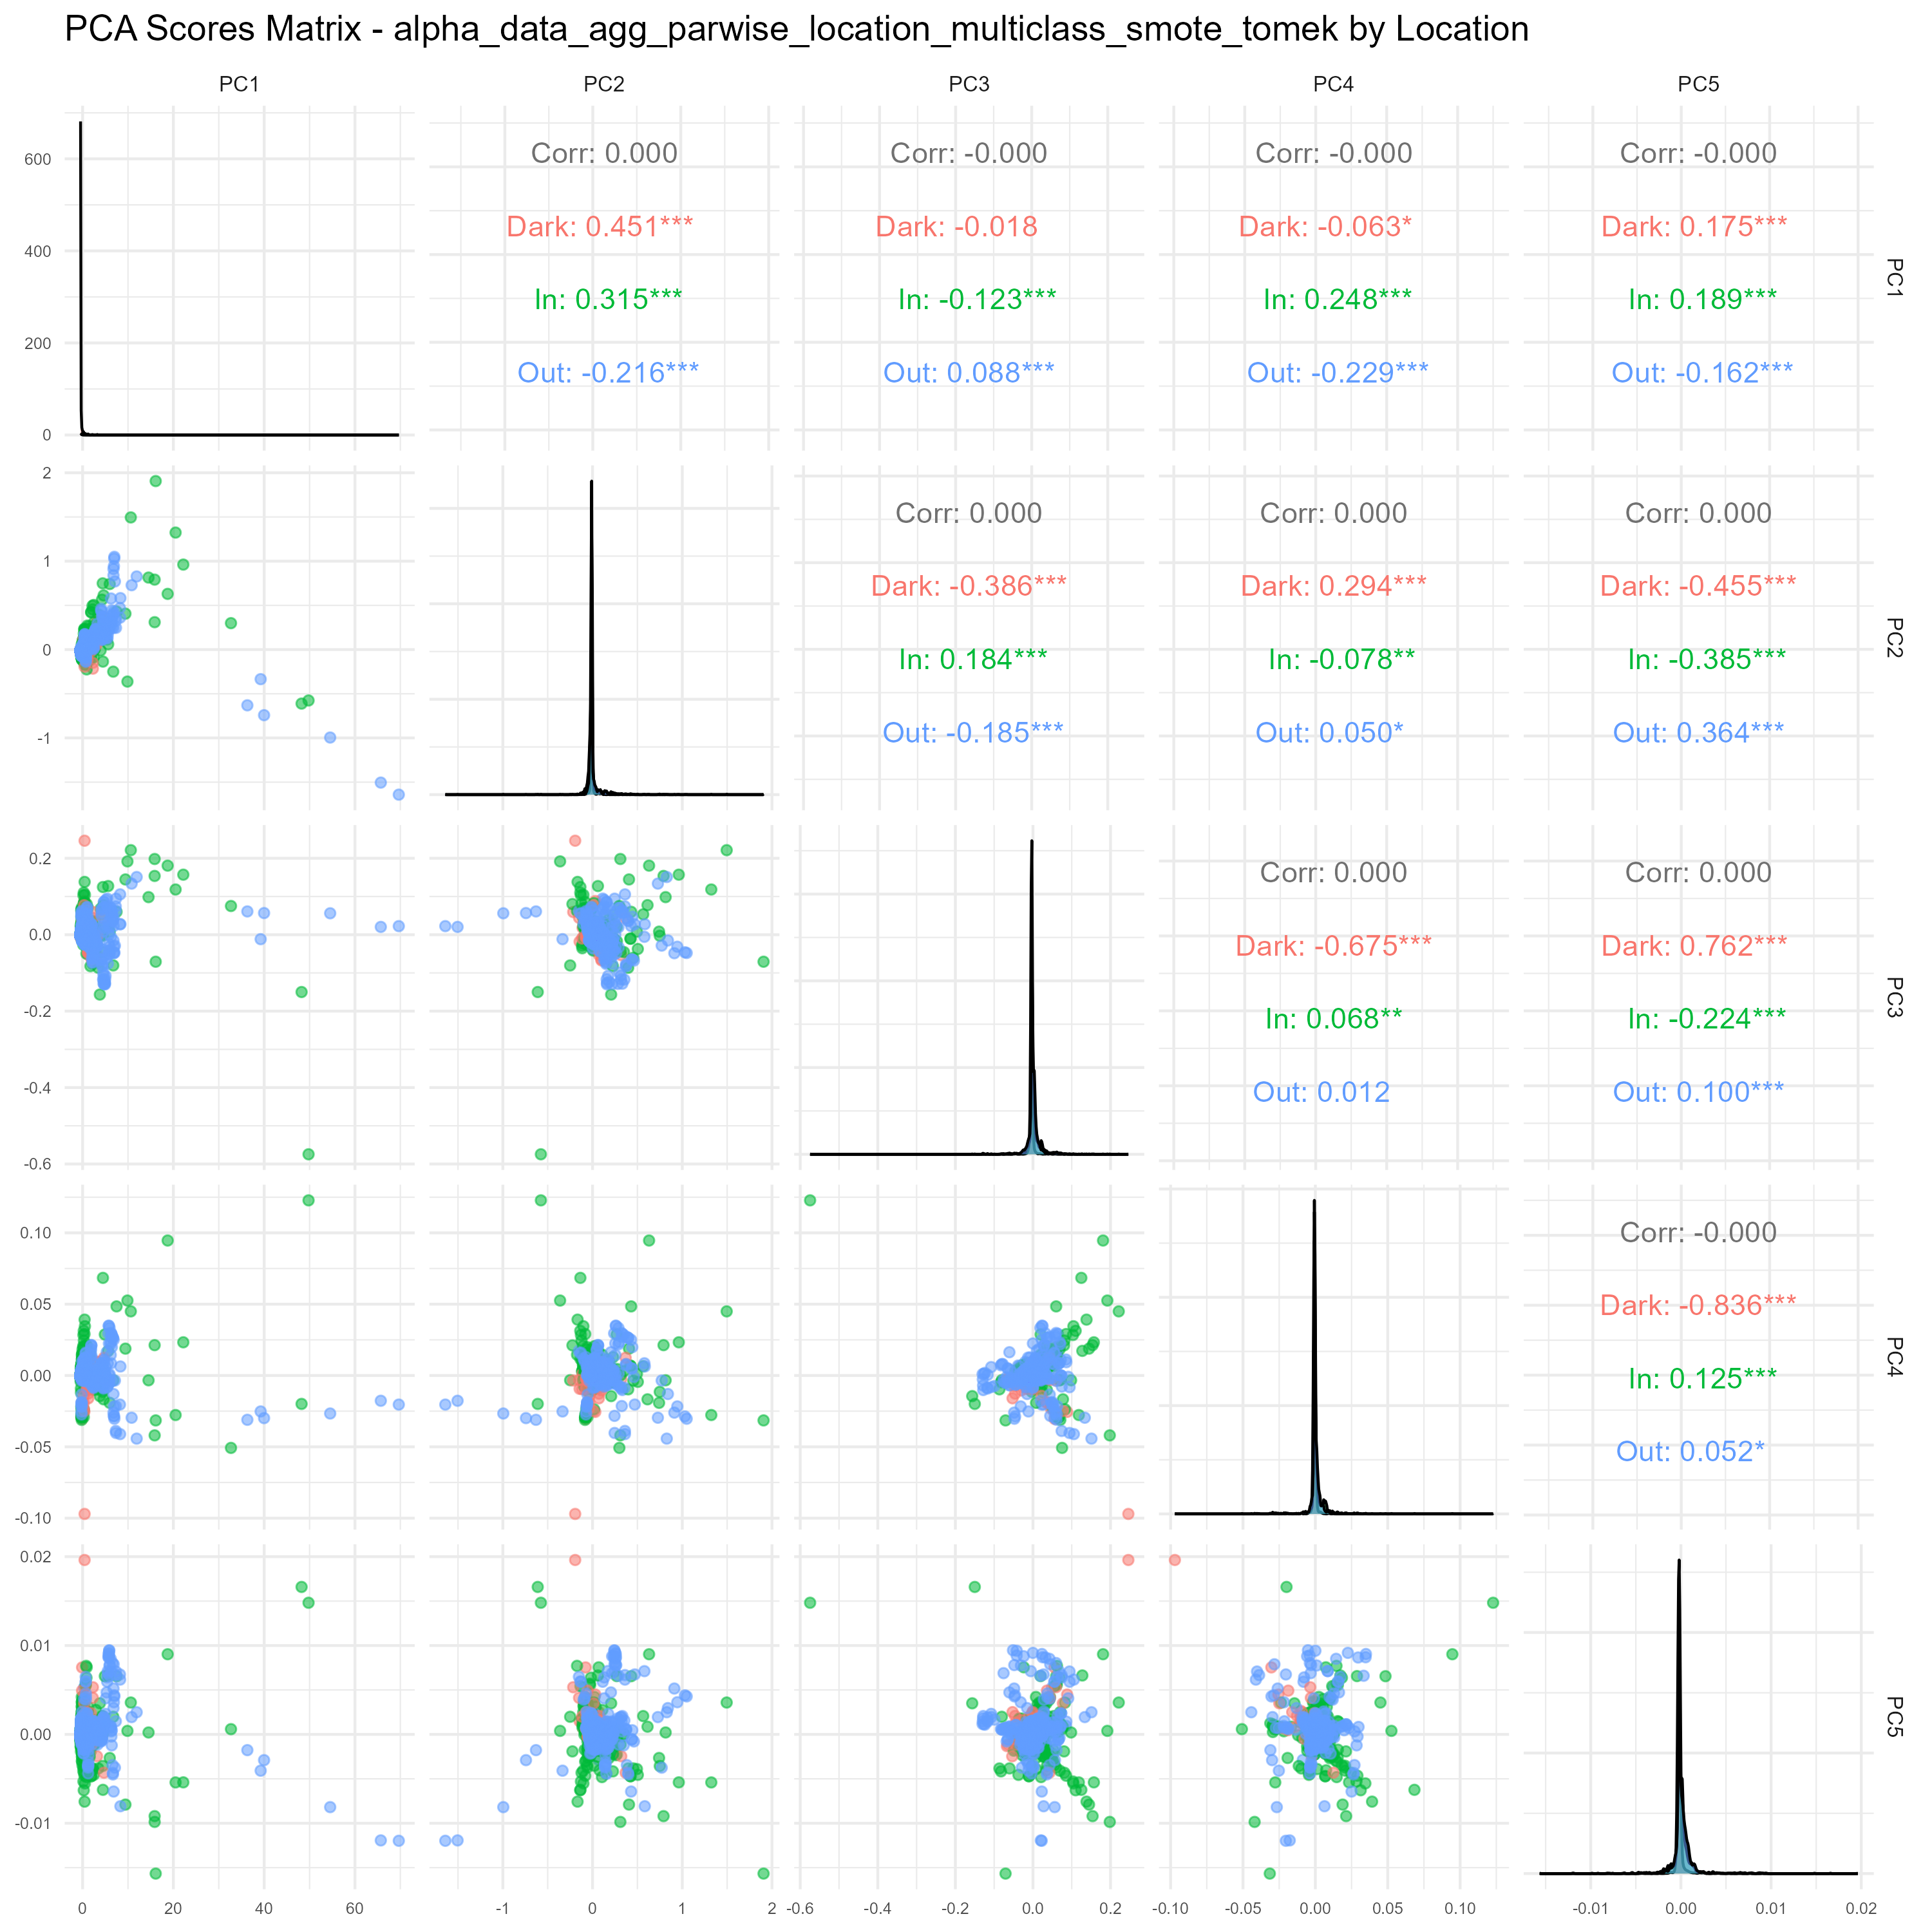 PCA Scores Matrix - alpha_data_agg_parwise_location_multiclass_smote_tomek by Location
PC1 PC2 PC3 PC4 PC5
600
400
200
0
Corr: 0.000
Dark: 0.451***
In: 0.315***
Out: -0.216***
Corr: -0.000
Dark: -0.018
In: -0.123***
Out: 0.088***
Corr: -0.000
Dark: -0.063*
In: 0.248***
Out: -0.229***
Corr: -0.000
Dark: 0.175***
In: 0.189***
Out: -0.162***
PC1
2
1
0
-1
Corr: 0.000
Dark: -0.386***
In: 0.184***
Out: -0.185***
Corr: 0.000
Dark: 0.294***
In: -0.078**
Out: 0.050*
Corr: 0.000
Dark: -0.455***
In: -0.385***
Out: 0.364***
PC2
0.2
0.0
-0.2
-0.4
-0.6
Corr: 0.000
Dark: -0.675***
In: 0.068**
Out: 0.012
Corr: 0.000
Dark: 0.762***
In: -0.224***
Out: 0.100***
PC3
0.10
0.05
0.00
-0.05
-0.10
Corr: -0.000
Dark: -0.836***
In: 0.125***
Out: 0.052*
PC4
0.02
0.01
0.00
-0.01
PC5
0 20 40 60
-1 0 1 2
-0.6 -0.4 -0.2 0.0 0.2
-0.10 -0.05 0.00 0.05 0.10
-0.01 0.00 0.01 0.02